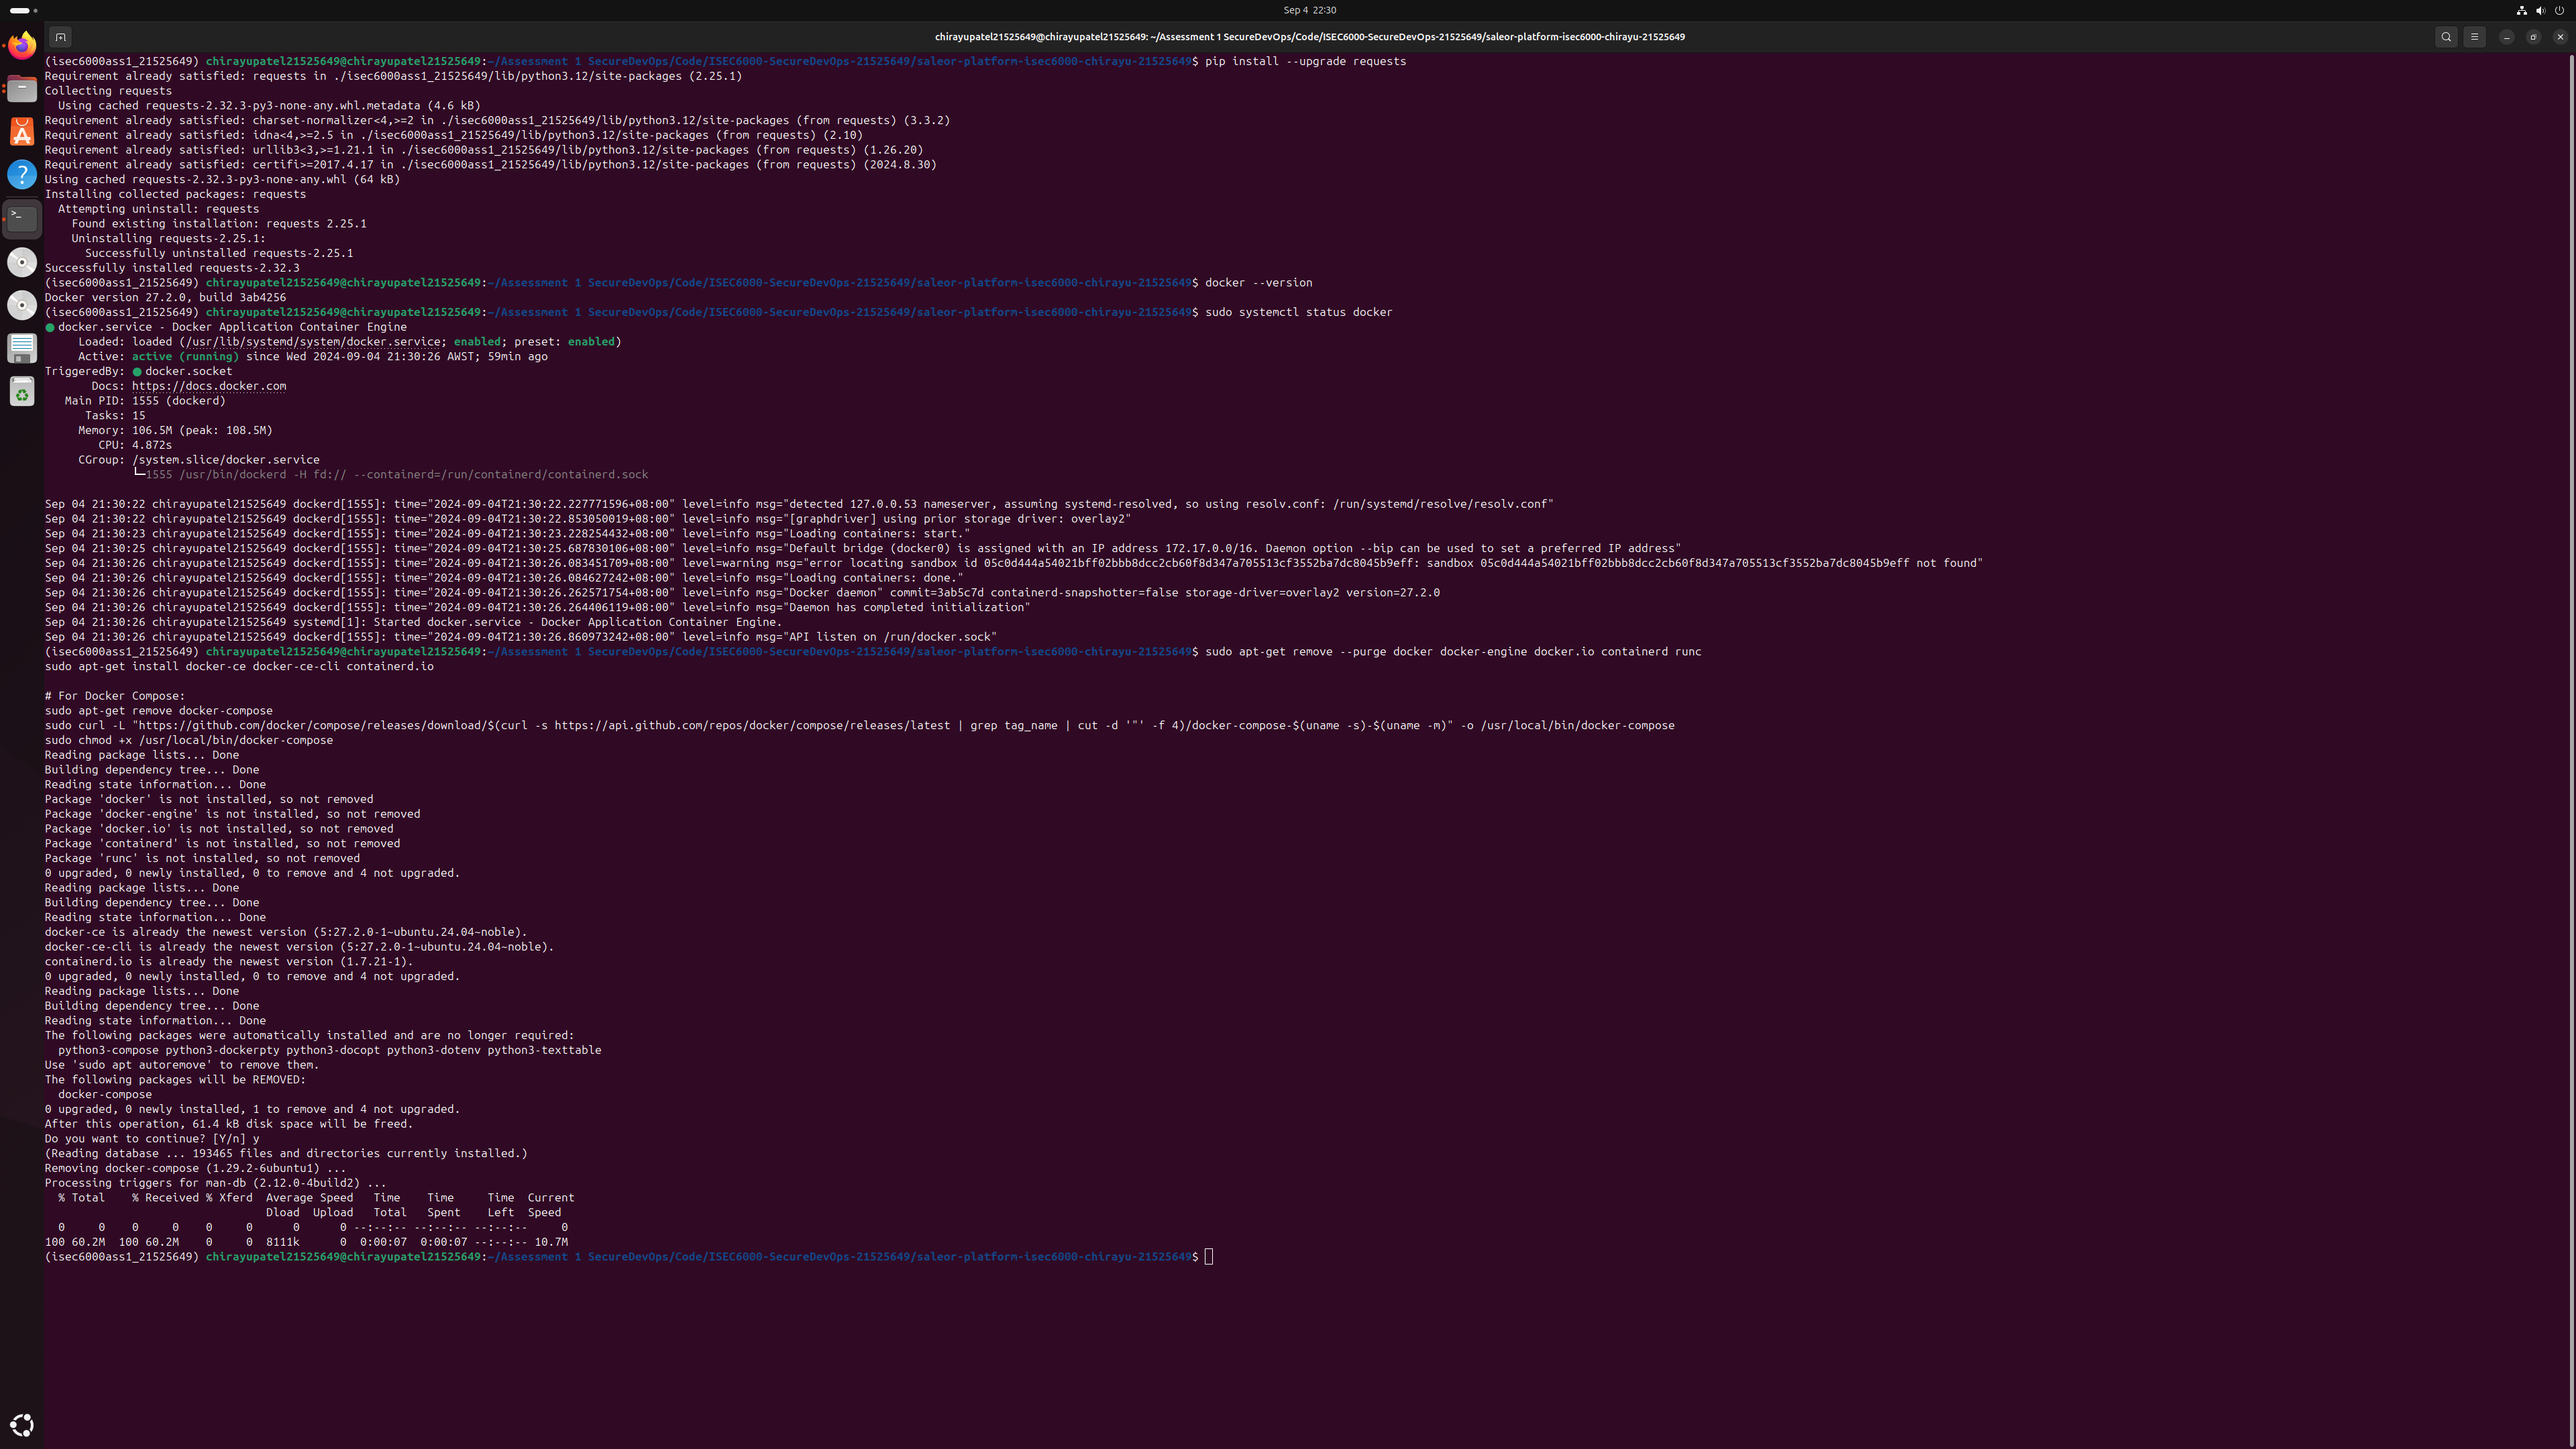 Sep 4 22:30
chirayupatel21525649@chirayupatel21525649: ~/Assessment 1 SecureDevOps/Code/ISEC6000-SecureDevOps-21525649/saleor-platform-isec6000-chirayu-21525649
(isec6000ass1_21525649) chirayupatel21525649@chirayupatel21525649:~/Assessment 1 SecureDevOps/Code/ISEC6000-SecureDevOps-21525649/saleor-platform-isec6000-chirayu-21525649$ pip install --upgrade requests
Requirement already satisfied: requests in ./isec6000ass1_21525649/lib/python3.12/site-packages (2.25.1)
Collecting requests
  Using cached requests-2.32.3-py3-none-any.whl.metadata (4.6 kB)
Requirement already satisfied: charset-normalizer<4,>=2 in ./isec6000ass1_21525649/lib/python3.12/site-packages (from requests) (3.3.2)
Requirement already satisfied: idna<4,>=2.5 in ./isec6000ass1_21525649/lib/python3.12/site-packages (from requests) (2.10)
Requirement already satisfied: urllib3<3,>=1.21.1 in ./isec6000ass1_21525649/lib/python3.12/site-packages (from requests) (1.26.20)
Requirement already satisfied: certifi>=2017.4.17 in ./isec6000ass1_21525649/lib/python3.12/site-packages (from requests) (2024.8.30)
Using cached requests-2.32.3-py3-none-any.whl (64 kB)
Installing collected packages: requests
  Attempting uninstall: requests
    Found existing installation: requests 2.25.1
    Uninstalling requests-2.25.1:
      Successfully uninstalled requests-2.25.1
Successfully installed requests-2.32.3
(isec6000ass1_21525649) chirayupatel21525649@chirayupatel21525649:~/Assessment 1 SecureDevOps/Code/ISEC6000-SecureDevOps-21525649/saleor-platform-isec6000-chirayu-21525649$ docker --version
Docker version 27.2.0, build 3ab4256
(isec6000ass1_21525649) chirayupatel21525649@chirayupatel21525649:~/Assessment 1 SecureDevOps/Code/ISEC6000-SecureDevOps-21525649/saleor-platform-isec6000-chirayu-21525649$ sudo systemctl status docker
● docker.service - Docker Application Container Engine
     Loaded: loaded (/usr/lib/systemd/system/docker.service; enabled; preset: enabled)
     Active: active (running) since Wed 2024-09-04 21:30:26 AWST; 59min ago
TriggeredBy: ● docker.socket
       Docs: https://docs.docker.com
   Main PID: 1555 (dockerd)
      Tasks: 15
     Memory: 106.5M (peak: 108.5M)
        CPU: 4.872s
     CGroup: /system.slice/docker.service
             └─1555 /usr/bin/dockerd -H fd:// --containerd=/run/containerd/containerd.sock
Sep 04 21:30:22 chirayupatel21525649 dockerd[1555]: time="2024-09-04T21:30:22.227771596+08:00" level=info msg="detected 127.0.0.53 nameserver, assuming systemd-resolved, so using resolv.conf: /run/systemd/resolve/resolv.conf"
Sep 04 21:30:22 chirayupatel21525649 dockerd[1555]: time="2024-09-04T21:30:22.853050019+08:00" level=info msg="[graphdriver] using prior storage driver: overlay2"
Sep 04 21:30:23 chirayupatel21525649 dockerd[1555]: time="2024-09-04T21:30:23.228254432+08:00" level=info msg="Loading containers: start."
Sep 04 21:30:25 chirayupatel21525649 dockerd[1555]: time="2024-09-04T21:30:25.687830106+08:00" level=info msg="Default bridge (docker0) is assigned with an IP address 172.17.0.0/16. Daemon option --bip can be used to set a preferred IP address"
Sep 04 21:30:26 chirayupatel21525649 dockerd[1555]: time="2024-09-04T21:30:26.083451709+08:00" level=warning msg="error locating sandbox id 05c0d444a54021bff02bbb8dcc2cb60f8d347a705513cf3552ba7dc8045b9eff: sandbox 05c0d444a54021bff02bbb8dcc2cb60f8d347a705513cf3552ba7dc8045b9eff not found"
Sep 04 21:30:26 chirayupatel21525649 dockerd[1555]: time="2024-09-04T21:30:26.084627242+08:00" level=info msg="Loading containers: done."
Sep 04 21:30:26 chirayupatel21525649 dockerd[1555]: time="2024-09-04T21:30:26.262571754+08:00" level=info msg="Docker daemon" commit=3ab5c7d containerd-snapshotter=false storage-driver=overlay2 version=27.2.0
Sep 04 21:30:26 chirayupatel21525649 dockerd[1555]: time="2024-09-04T21:30:26.264406119+08:00" level=info msg="Daemon has completed initialization"
Sep 04 21:30:26 chirayupatel21525649 systemd[1]: Started docker.service - Docker Application Container Engine.
Sep 04 21:30:26 chirayupatel21525649 dockerd[1555]: time="2024-09-04T21:30:26.860973242+08:00" level=info msg="API listen on /run/docker.sock"
(isec6000ass1_21525649) chirayupatel21525649@chirayupatel21525649:~/Assessment 1 SecureDevOps/Code/ISEC6000-SecureDevOps-21525649/saleor-platform-isec6000-chirayu-21525649$ sudo apt-get remove --purge docker docker-engine docker.io containerd runc
sudo apt-get install docker-ce docker-ce-cli containerd.io
# For Docker Compose:
sudo apt-get remove docker-compose
sudo curl -L "https://github.com/docker/compose/releases/download/$(curl -s https://api.github.com/repos/docker/compose/releases/latest | grep tag_name | cut -d '"' -f 4)/docker-compose-$(uname -s)-$(uname -m)" -o /usr/local/bin/docker-compose
sudo chmod +x /usr/local/bin/docker-compose
Reading package lists... Done
Building dependency tree... Done
Reading state information... Done
Package 'docker' is not installed, so not removed
Package 'docker-engine' is not installed, so not removed
Package 'docker.io' is not installed, so not removed
Package 'containerd' is not installed, so not removed
Package 'runc' is not installed, so not removed
0 upgraded, 0 newly installed, 0 to remove and 4 not upgraded.
Reading package lists... Done
Building dependency tree... Done
Reading state information... Done
docker-ce is already the newest version (5:27.2.0-1~ubuntu.24.04~noble).
docker-ce-cli is already the newest version (5:27.2.0-1~ubuntu.24.04~noble).
containerd.io is already the newest version (1.7.21-1).
0 upgraded, 0 newly installed, 0 to remove and 4 not upgraded.
Reading package lists... Done
Building dependency tree... Done
Reading state information... Done
The following packages were automatically installed and are no longer required:
  python3-compose python3-dockerpty python3-docopt python3-dotenv python3-texttable
Use 'sudo apt autoremove' to remove them.
The following packages will be REMOVED:
  docker-compose
0 upgraded, 0 newly installed, 1 to remove and 4 not upgraded.
After this operation, 61.4 kB disk space will be freed.
Do you want to continue? [Y/n] y
(Reading database ... 193465 files and directories currently installed.)
Removing docker-compose (1.29.2-6ubuntu1) ...
Processing triggers for man-db (2.12.0-4build2) ...
  % Total    % Received % Xferd  Average Speed   Time    Time     Time  Current
                                 Dload  Upload   Total   Spent    Left  Speed
  0     0    0     0    0     0      0      0 --:--:-- --:--:-- --:--:--     0
100 60.2M  100 60.2M    0     0  8111k      0  0:00:07  0:00:07 --:--:-- 10.7M
(isec6000ass1_21525649) chirayupatel21525649@chirayupatel21525649:~/Assessment 1 SecureDevOps/Code/ISEC6000-SecureDevOps-21525649/saleor-platform-isec6000-chirayu-21525649$